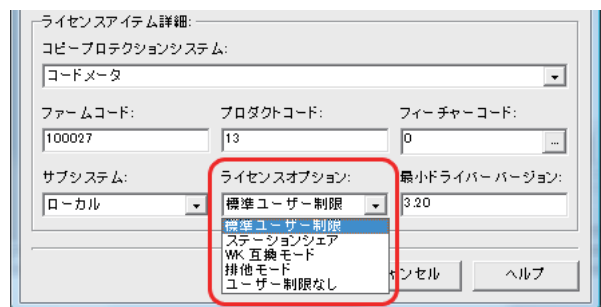 ライセンスアイテム詳細:
コピープロテクションシステム:
コードメータ
ファームコード: プロダクトコード: フィーチャーコード:
100027 13 0 ...
サブシステム: ライセンスオプション: 最小ドライバーバージョン:
ローカル 標準ユーザー制限 3.20
標準ユーザー制限
ステーションシェア
WK 互換モード
排他モード
ユーザー制限なし
ャンセル ヘルプ